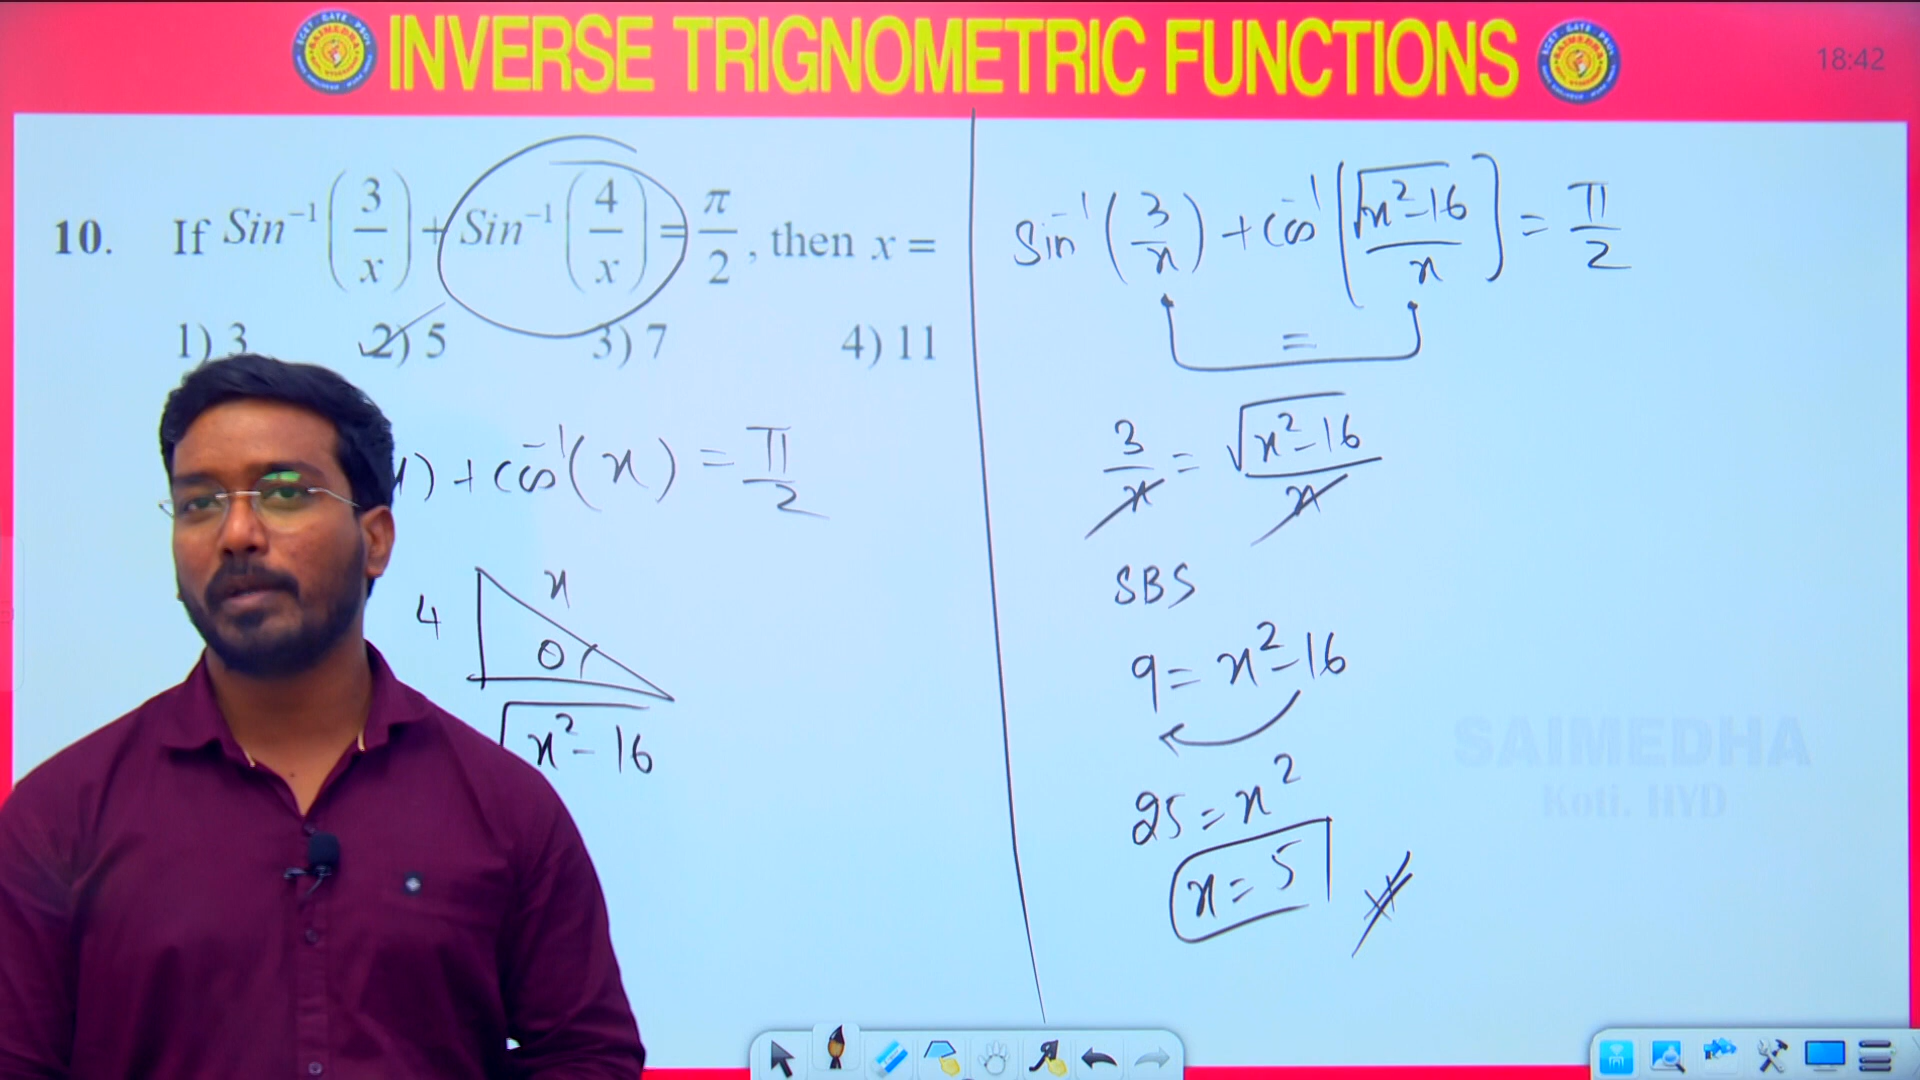 INVERSE TRIGNOMETRIC FUNCTIONS
18:42
10. If Sin⁻¹(3/x) + Sin⁻¹(4/x) = π/2, then x =
1) 3 2) 5 3) 7 4) 11
) + cos⁻¹(x) = π/2
x
4
θ
√x²-16
Sin⁻¹(3/x) + cos⁻¹[√x²-16/x] = π/2
=
3/x = √x²-16/x
SBS
9 = x²-16
25 = x²
x = 5
SAIMEDHA
Koti. HYD